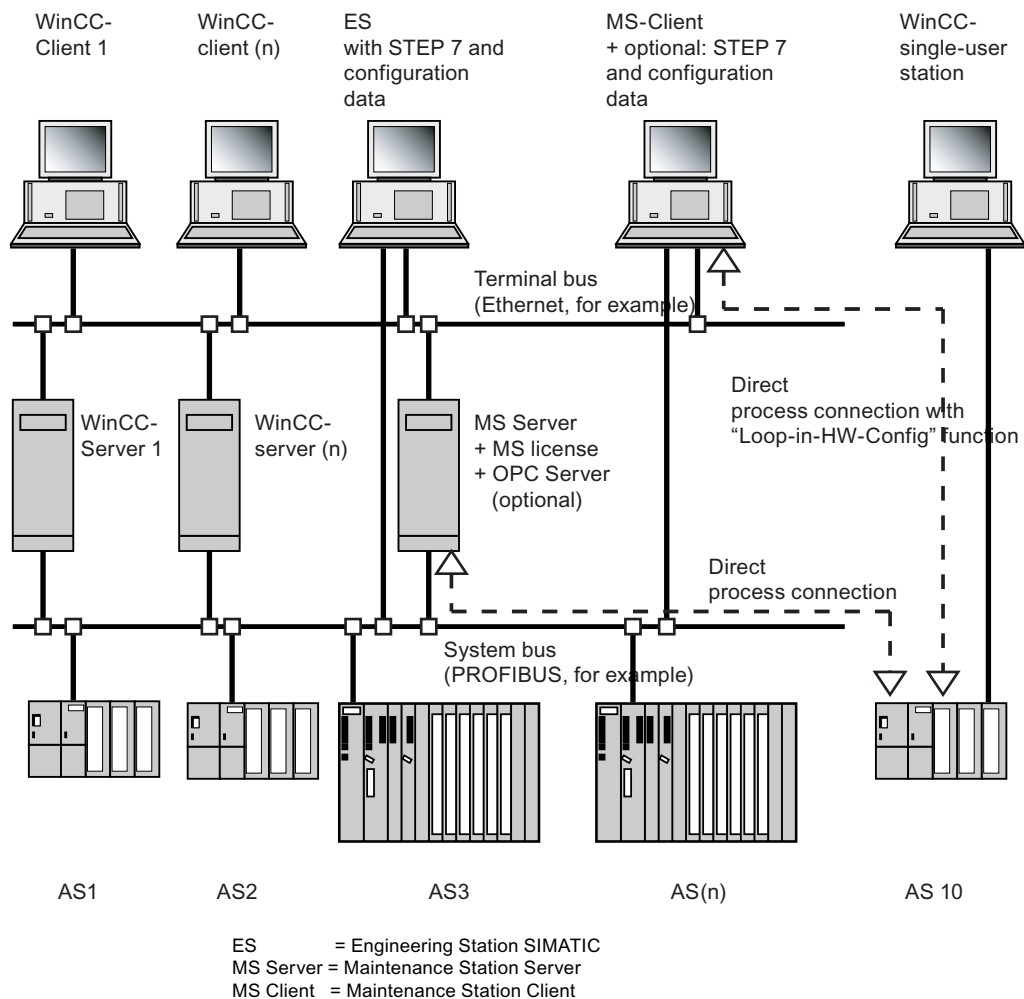 WinCC-
Client 1
WinCC-
client (n)
ES
with STEP 7 and
configuration
data
MS-Client
+ optional: STEP 7
and configuration
data
WinCC-
single-user
station
Terminal bus
(Ethernet, for example)
WinCC-
Server 1
WinCC-
server (n)
MS Server
+ MS license
+ OPC Server
(optional)
Direct
process connection with
“Loop-in-HW-Config” function
Direct
process connection
System bus
(PROFIBUS, for example)
AS1
AS2
AS3
AS(n)
AS 10
ES = Engineering Station SIMATIC
MS Server = Maintenance Station Server
MS Client = Maintenance Station Client